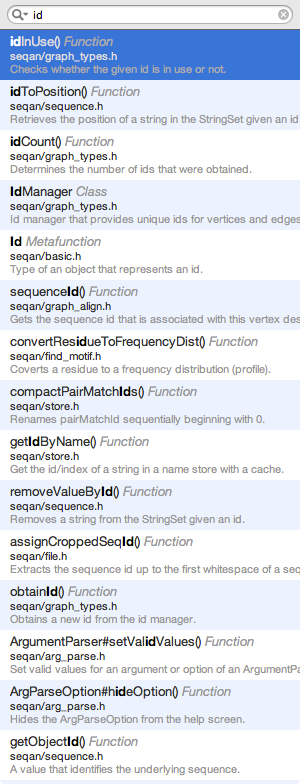 id
idInUse() Function
seqan/graph_types.h
Checks whether the given id is in use or not.
idToPosition() Function
seqan/sequence.h
Retrieves the position of a string in the StringSet given an id
idCount() Function
seqan/graph_types.h
Determines the number of ids that were obtained.
IdManager Class
seqan/graph_types.h
Id manager that provides unique ids for vertices and edges
Id Metafunction
seqan/basic.h
Type of an object that represents an id.
sequenceId() Function
seqan/graph_align.h
Gets the sequence id that is associated with this vertex des
convertResidueToFrequencyDist() Function
seqan/find_motif.h
Coverts a residue to a frequency distribution (profile).
compactPairMatchIds() Function
seqan/store.h
Renames pairMatchId sequentially beginning with 0.
getIdByName() Function
seqan/store.h
Get the id/index of a string in a name store with a cache.
removeValueById() Function
seqan/sequence.h
Removes a string from the StringSet given an id.
assignCroppedSeqId() Function
seqan/file.h
Extracts the sequence id up to the first whitespace of a seq
obtainId() Function
seqan/graph_types.h
Obtains a new id from the id manager.
ArgumentParser#setValidValues() Function
seqan/arg_parse.h
Set valid values for an argument or option of an ArgumentPa
ArgParseOption#hideOption() Function
seqan/arg_parse.h
Hides the ArgParseOption from the help screen.
getObjectId() Function
seqan/sequence.h
A value that identifies the underlying sequence.